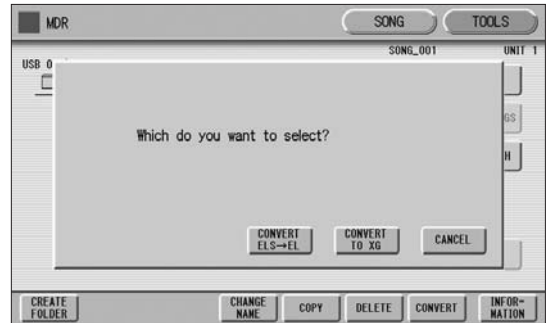 MDR
SONG
TOOLS
SONG_001
UNIT 1
USB 0
GS
H
Which do you want to select?
CONVERT
ELS→EL
CONVERT
TO XG
CANCEL
CREATE
FOLDER
CHANGE
NAME
COPY
DELETE
CONVERT
INFOR-
MATION